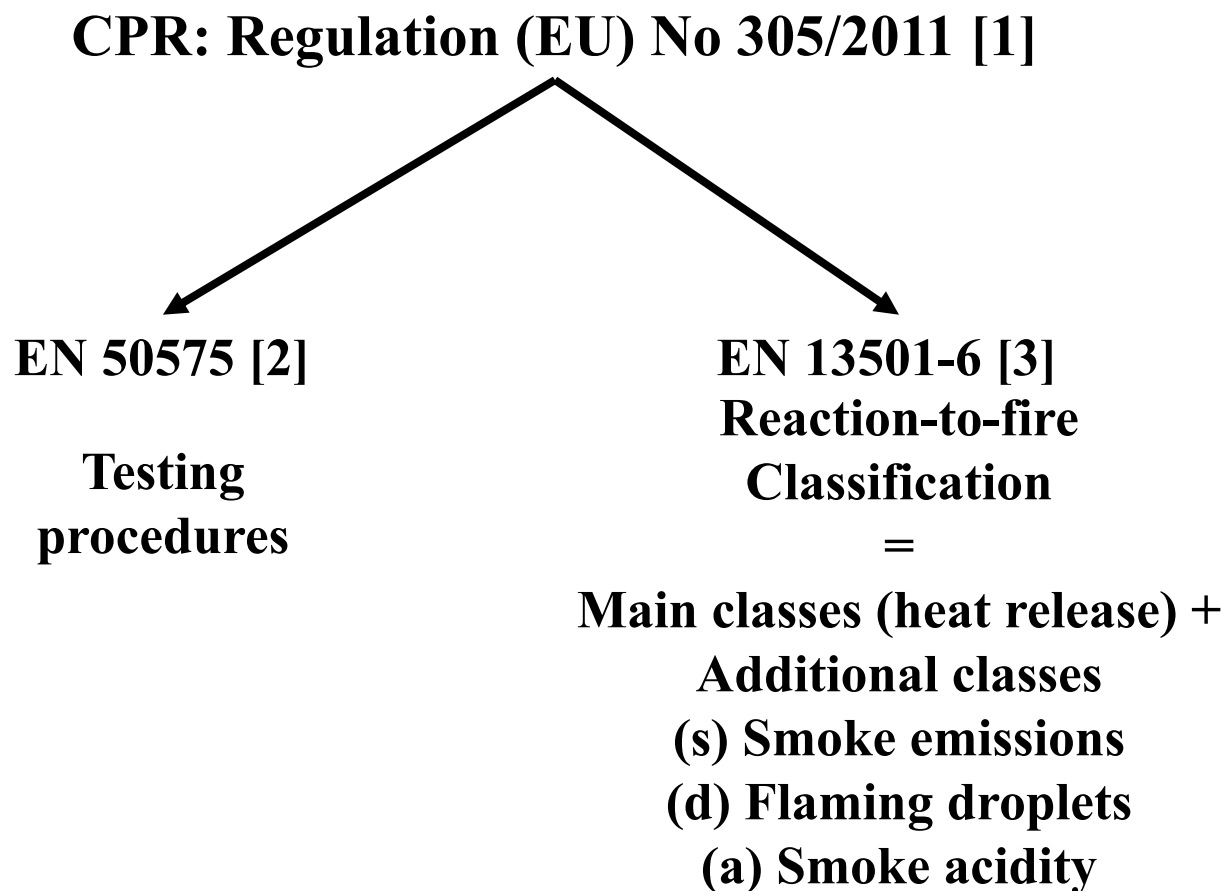 CPR: Regulation (EU) No 305/2011 [1]
EN 50575 [2]
Testing
procedures
EN 13501-6 [3]
Reaction-to-fire
Classification
=
Main classes (heat release) +
Additional classes
(s) Smoke emissions
(d) Flaming droplets
(a) Smoke acidity